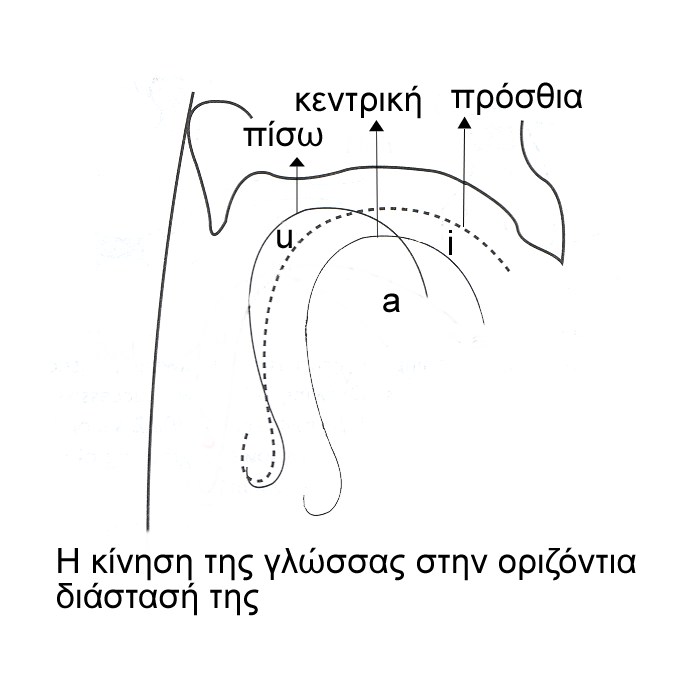 κεντρική
πρόσθια
πίσω
u
i
a
Η κίνηση της γλώσσας στην οριζόντια
διάστασή της